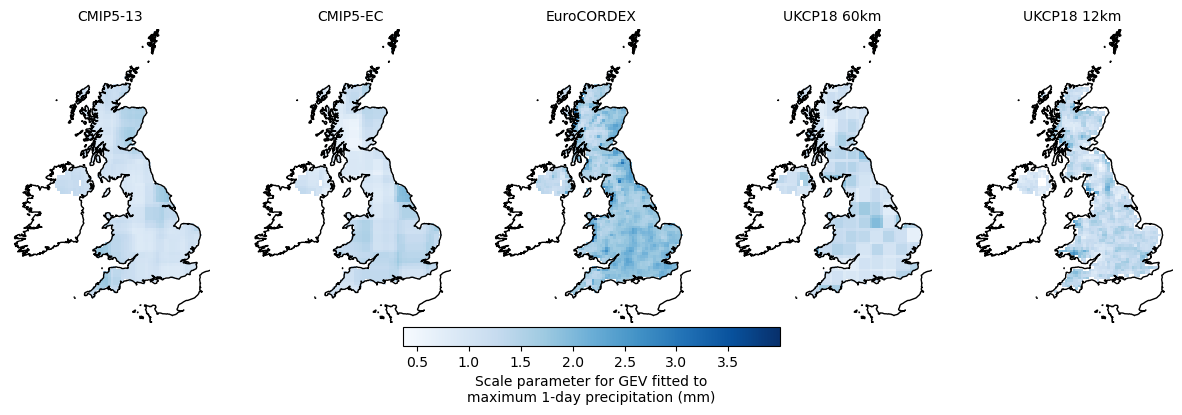 CMIP5-13 CMIP5-EC EuroCORDEX UKCP18 60km UKCP18 12km
0.5 1.0 1.5 2.0 2.5 3.0 3.5
Scale parameter for GEV fitted to
maximum 1-day precipitation (mm)